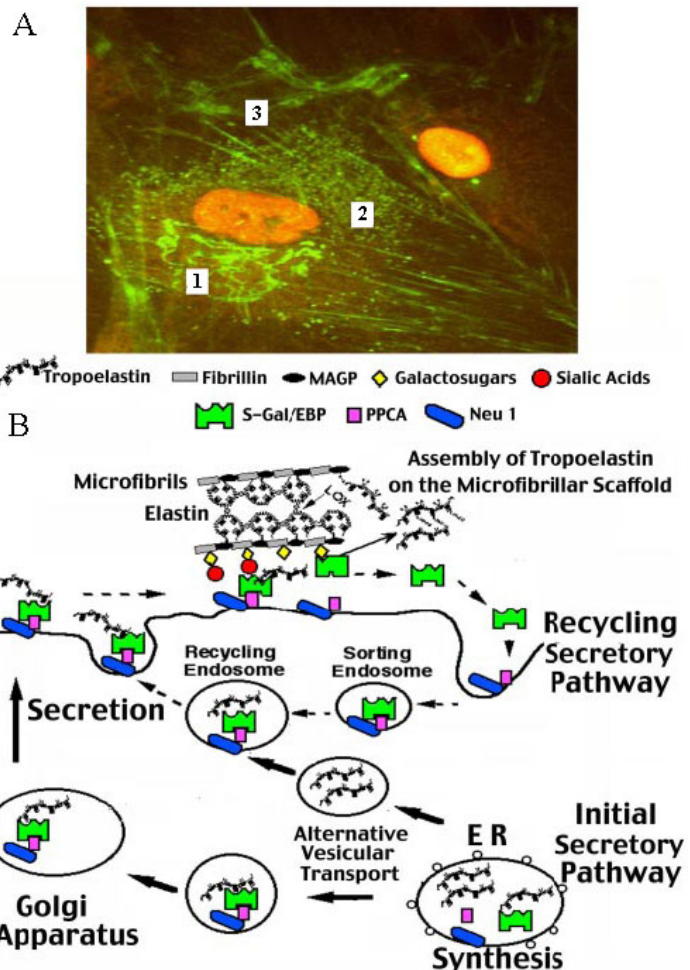 A
3
2
1
Tropoelastin Fibrillin MAGP Galactosugars Sialic Acids
S-Gal/EBP PPCA Neu 1
B
Assembly of Tropoelastin
on the Microfibrillar Scaffold
Microfibrils
Elastin
Lox
Recycling
Endosome
Sorting
Endosome
Recycling
Secretory
Pathway
Secretion
Alternative
Vesicular
Transport
ER
Initial
Secretory
Pathway
Golgi
Apparatus
Synthesis